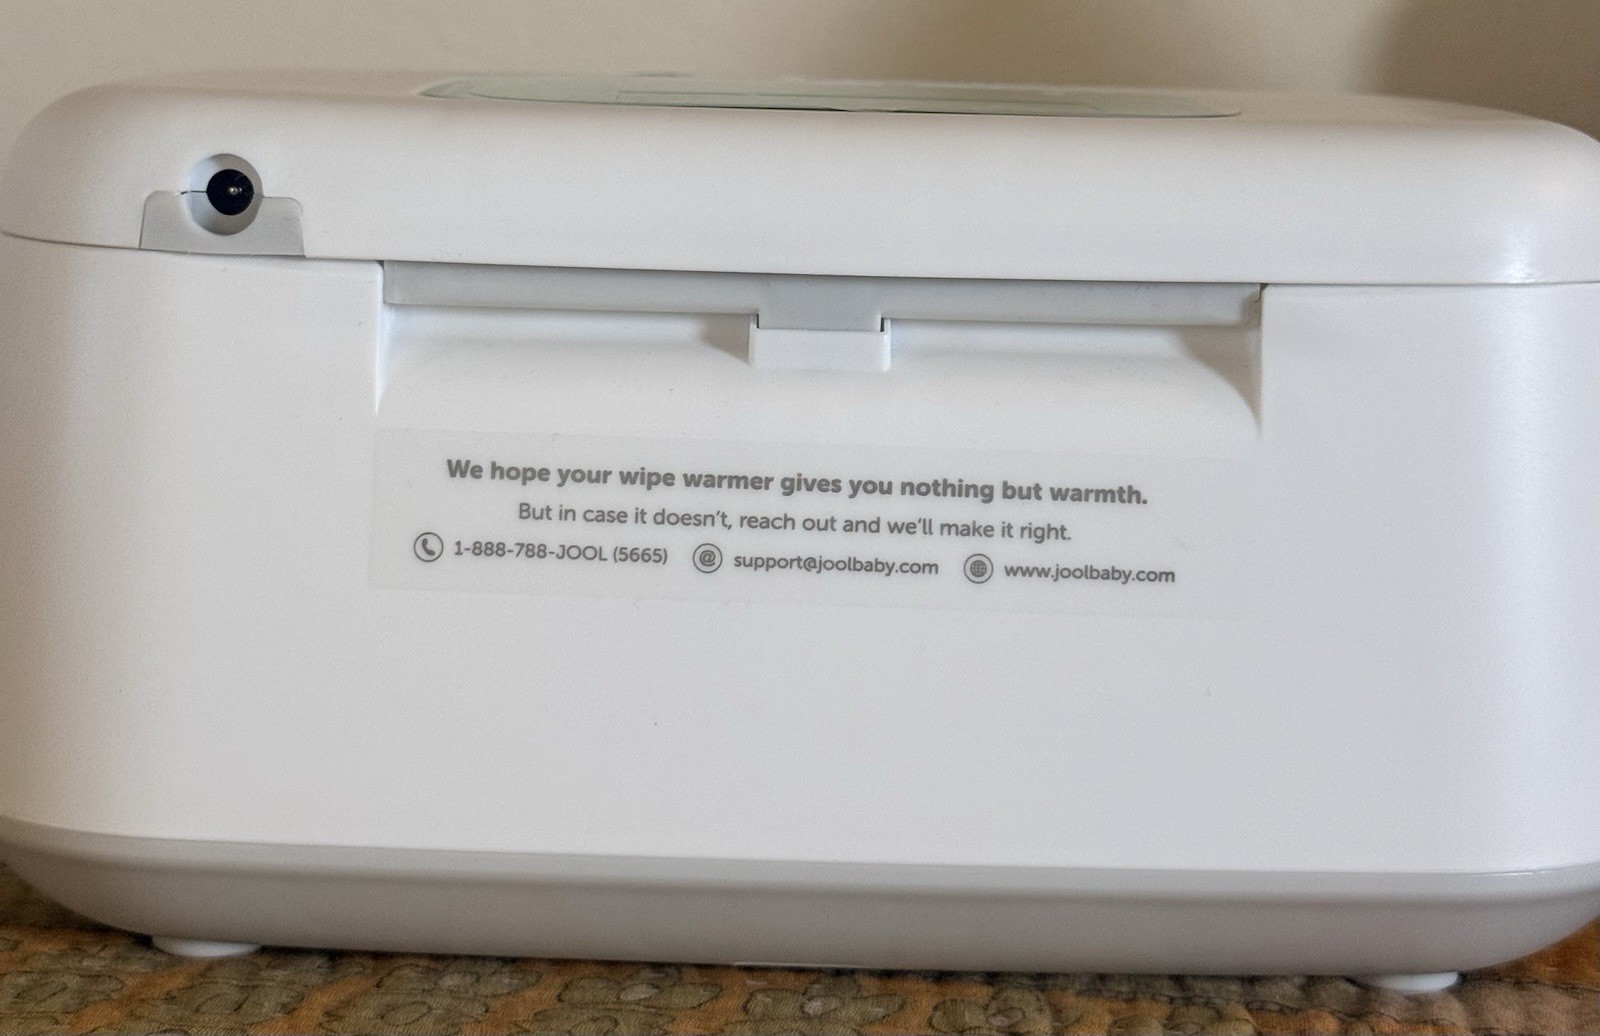 We hope your wipe warmer gives you nothing but warmth.
But in case it doesn't, reach out and we'll make it right.
1-888-788-JOOL (5665) support@joolbaby.com www.joolbaby.com